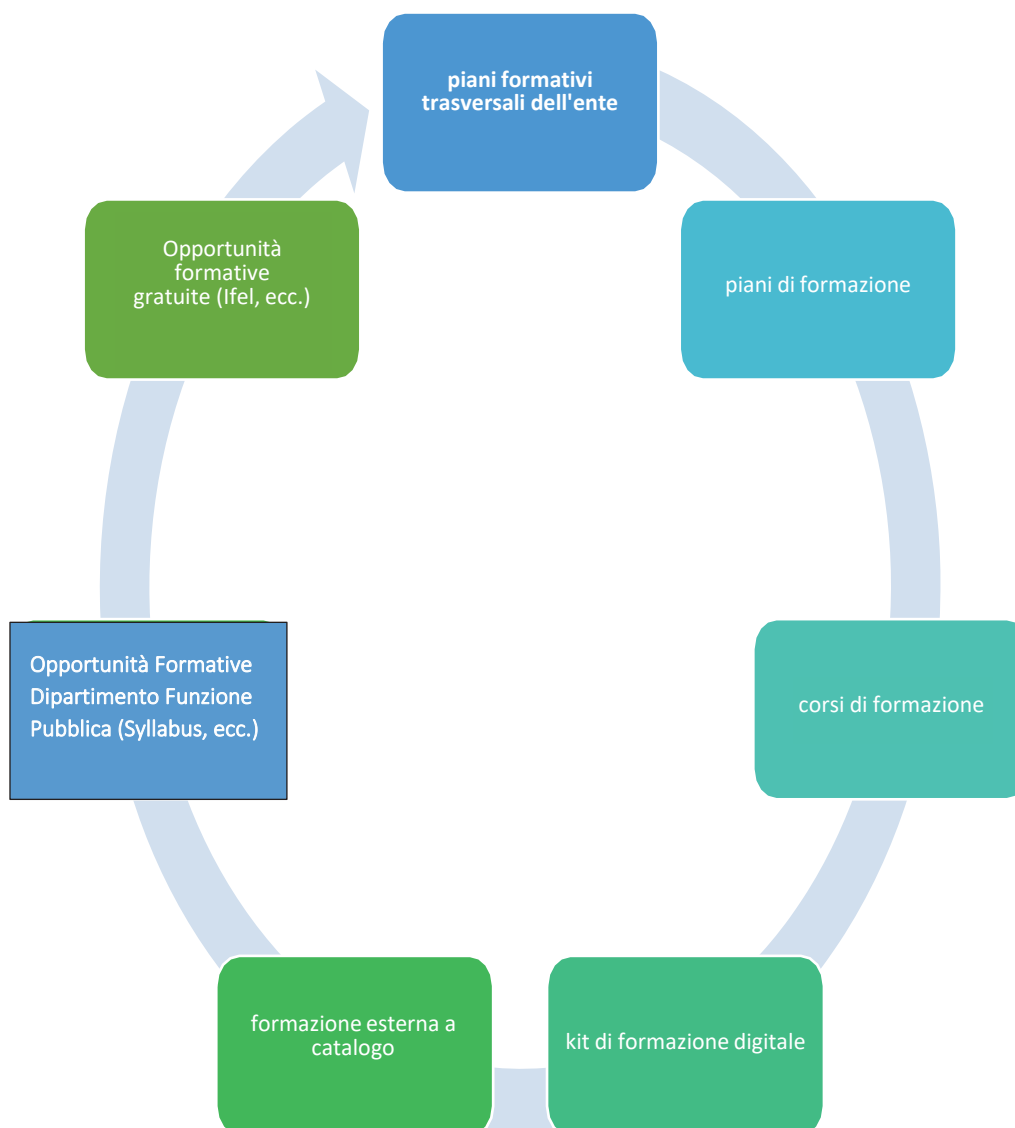 piani formativi
trasversali dell'ente
piani di formazione
corsi di formazione
kit di formazione digitale
formazione esterna a
catalogo
Opportunità Formative
Dipartimento Funzione
Pubblica (Syllabus, ecc.)
Opportunità
formative
gratuite (Ifel, ecc.)